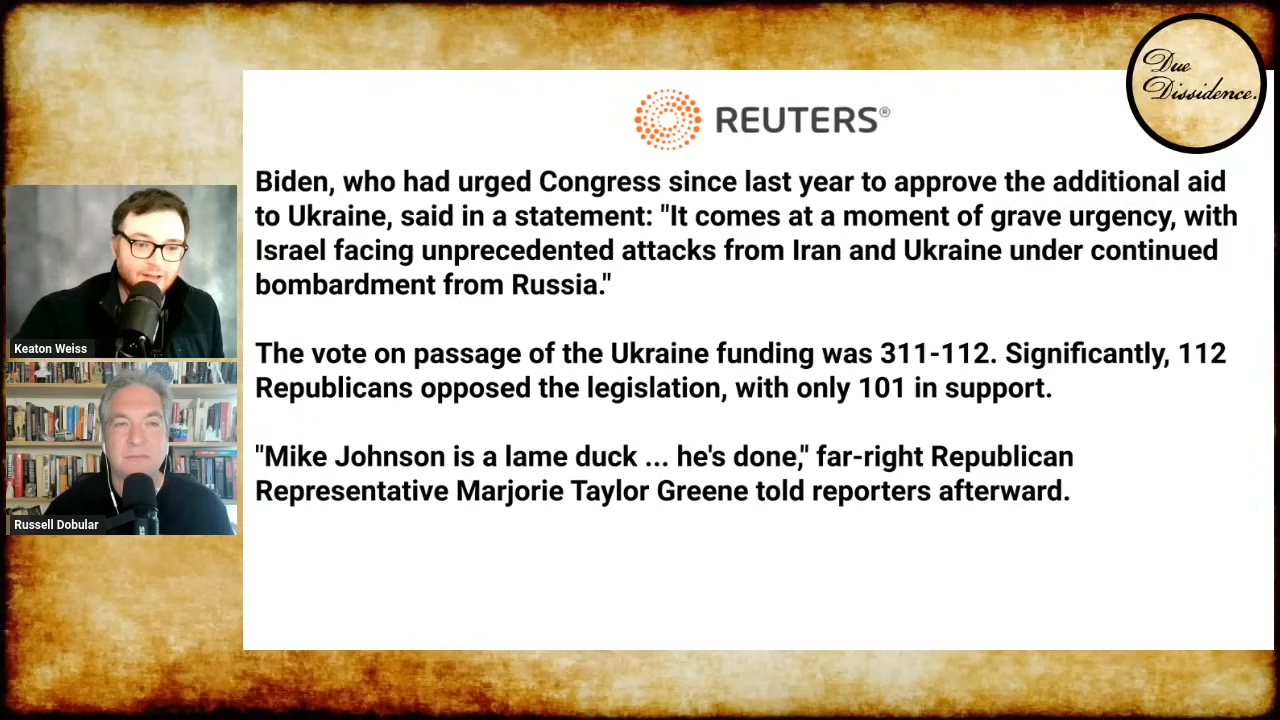 Due
Dissidence.
REUTERS®
Biden, who had urged Congress since last year to approve the additional aid
to Ukraine, said in a statement: "It comes at a moment of grave urgency, with
Israel facing unprecedented attacks from Iran and Ukraine under continued
bombardment from Russia."
The vote on passage of the Ukraine funding was 311-112. Significantly, 112
Republicans opposed the legislation, with only 101 in support.
"Mike Johnson is a lame duck ... he's done," far-right Republican
Representative Marjorie Taylor Greene told reporters afterward.
Keaton Weiss
Russell Dobular